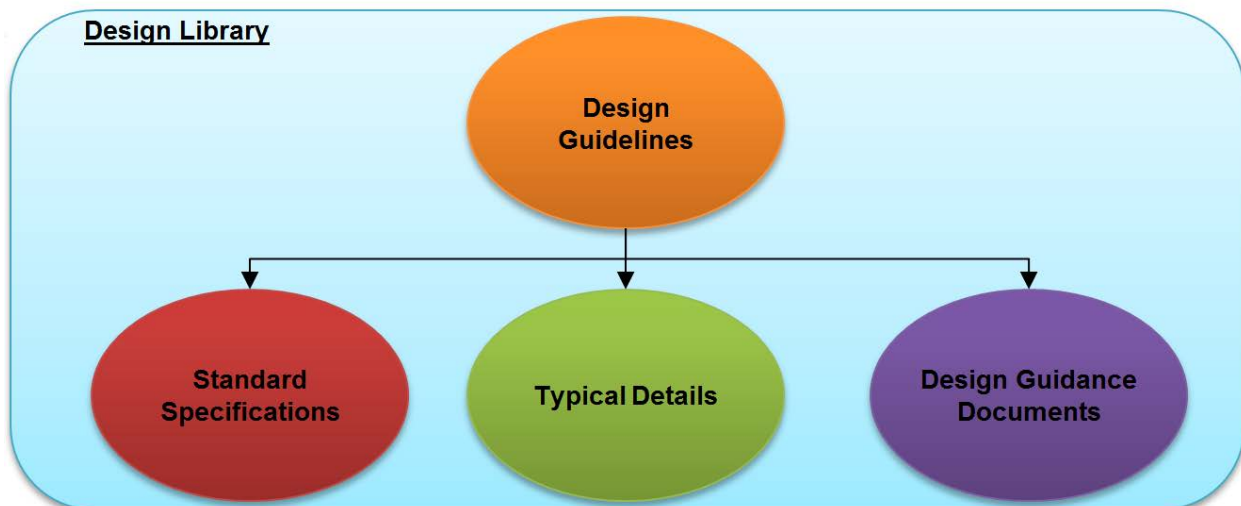 Design Library
Design
Guidelines
Standard
Specifications
Typical Details
Design Guidance
Documents